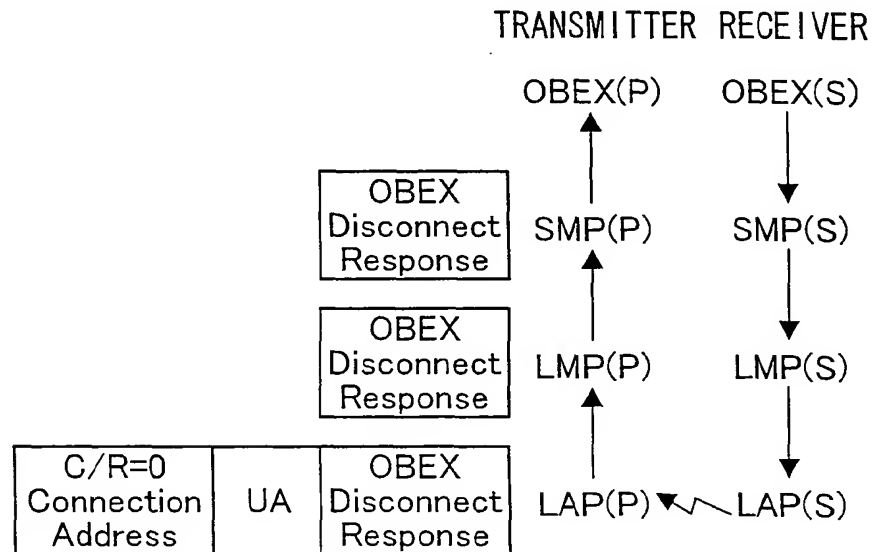 TRANSMITTER RECEIVER
OBEX(P) OBEX(S)
OBEX
Disconnect
Response
SMP(P) SMP(S)
OBEX
Disconnect
Response
LMP(P) LMP(S)
C/R=0
Connection
Address
UA
OBEX
Disconnect
Response
LAP(P) LAP(S)